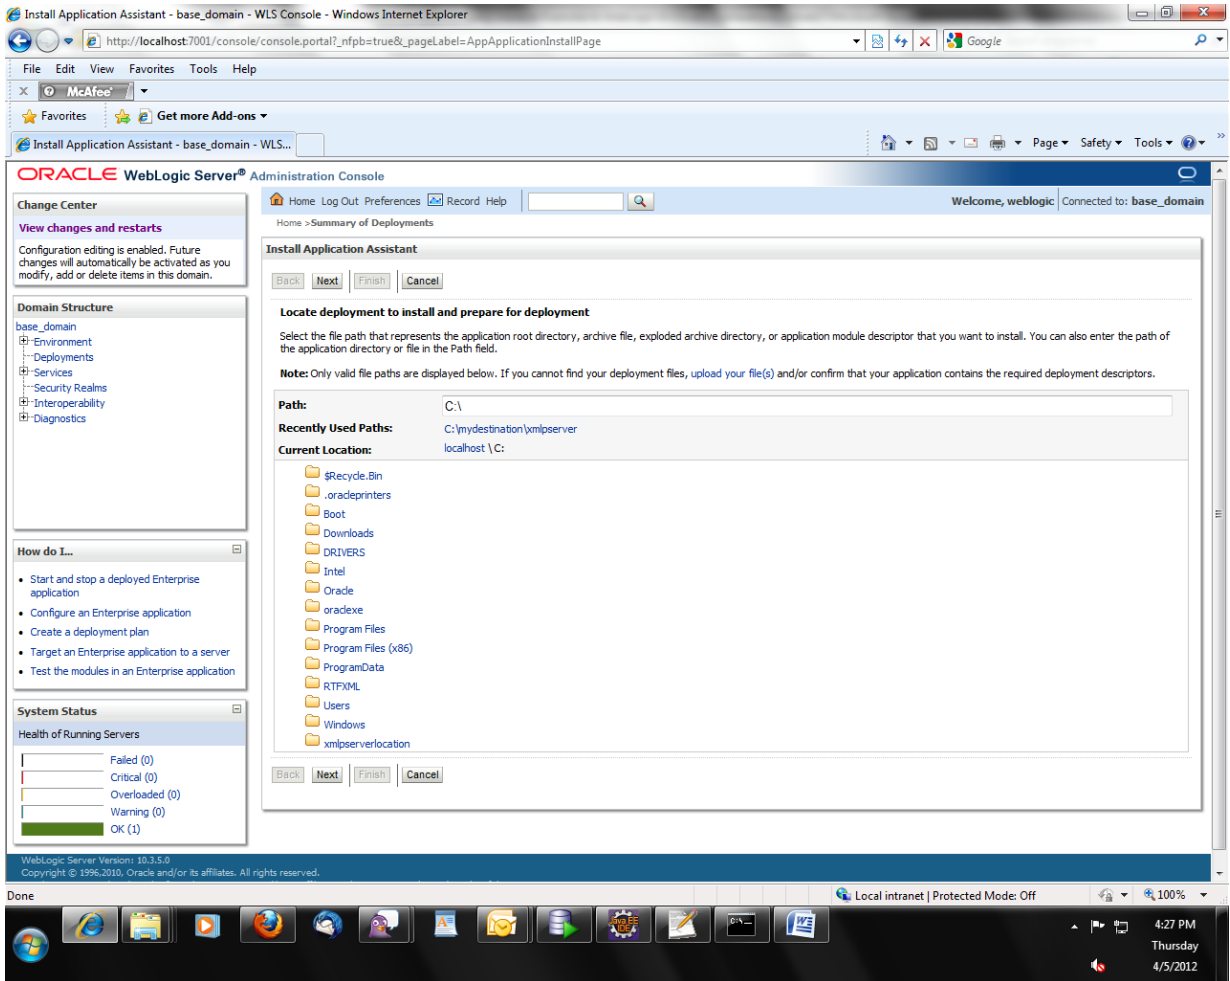 Install Application Assistant - base_domain - WLS Console - Windows Internet Explorer
http://localhost:7001/console/console.portal?_nfpb=true&_pageLabel=AppApplicationInstallPage
Google
File Edit View Favorites Tools Help
x McAfee
Favorites Get more Add-ons
Install Application Assistant - base_domain - WLS...
Page Safety Tools
ORACLE WebLogic Server® Administration Console
Change Center
View changes and restarts
Configuration editing is enabled. Future
changes will automatically be activated as you
modify, add or delete items in this domain.
Domain Structure
base_domain
Environment
Deployments
Services
Security Realms
Interoperability
Diagnostics
How do I...
Start and stop a deployed Enterprise
application
Configure an Enterprise application
Create a deployment plan
Target an Enterprise application to a server
Test the modules in an Enterprise application
System Status
Health of Running Servers
Failed (0)
Critical (0)
Overloaded (0)
Warning (0)
OK (1)
Home Log Out Preferences Record Help
Welcome, weblogic Connected to: base_domain
Home >Summary of Deployments
Install Application Assistant
Back Next Finish Cancel
Locate deployment to install and prepare for deployment
Select the file path that represents the application root directory, archive file, exploded archive directory, or application module descriptor that you want to install. You can also enter the path of
the application directory or file in the Path field.
Note: Only valid file paths are displayed below. If you cannot find your deployment files, upload your file(s) and/or confirm that your application contains the required deployment descriptors.
Path: C:\
Recently Used Paths: C:\mydestination\xmlpserver
Current Location: localhost \ C:
$Recycle.Bin
.oracleprinters
Boot
Downloads
DRIVERS
Intel
Oracle
oraclexe
Program Files
Program Files (x86)
ProgramData
RTFXML
Users
Windows
xmlpserverlocation
Back Next Finish Cancel
WebLogic Server Version: 10.3.5.0
Copyright © 1996,2010, Oracle and/or its affiliates. All rights reserved.
Done
Local intranet | Protected Mode: Off
100%
Java EE
IDE
C:\_
4:27 PM
Thursday
4/5/2012